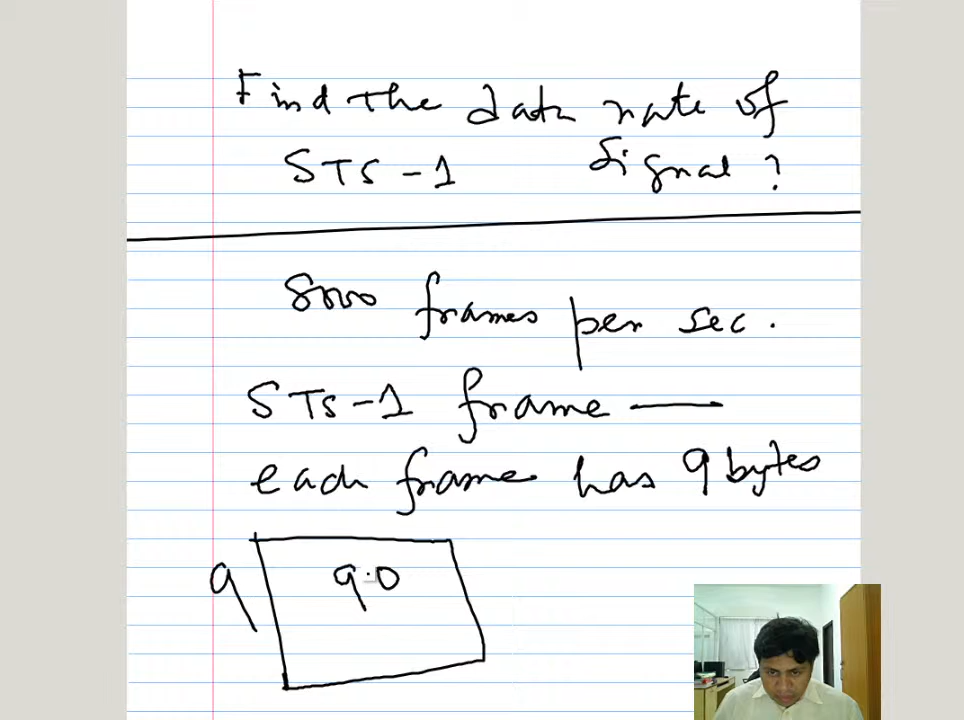 Find the data rate of
STS-1 Signal ?
8000 frames per sec.
STS-1 frame —
each frame has 9 bytes
9 90